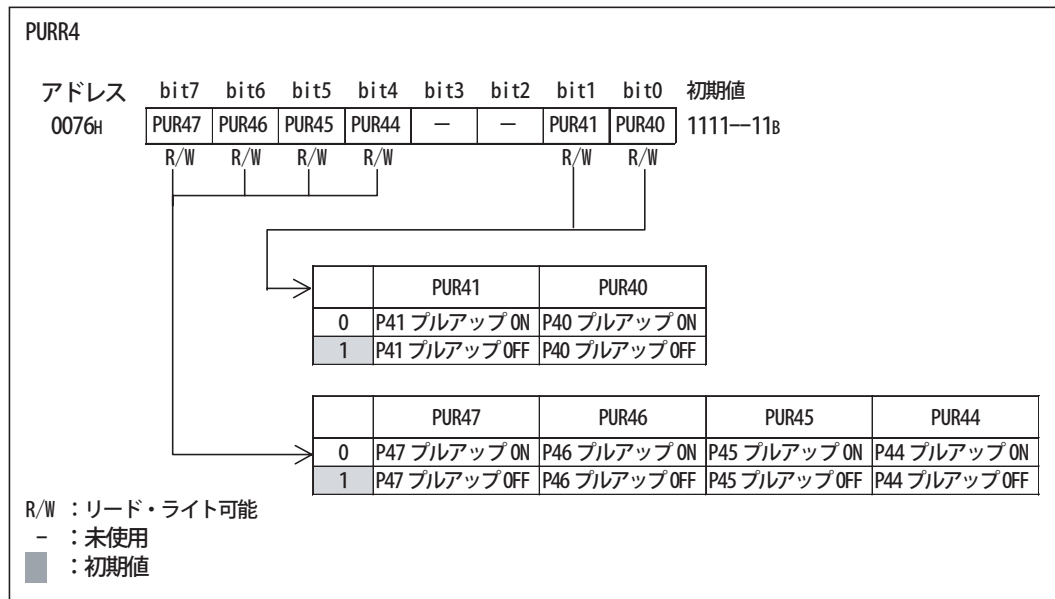 PURR4
アドレス bit7 bit6 bit5 bit4 bit3 bit2 bit1 bit0 初期値
0076H PUR47 PUR46 PUR45 PUR44 － － PUR41 PUR40 1111––11B
R/W R/W R/W R/W R/W R/W
PUR41 PUR40
0 P41 プルアップ ON P40 プルアップ ON
1 P41 プルアップ OFF P40 プルアップ OFF
PUR47 PUR46 PUR45 PUR44
0 P47 プルアップ ON P46 プルアップ ON P45 プルアップ ON P44 プルアップ ON
1 P47 プルアップ OFF P46 プルアップ OFF P45 プルアップ OFF P44 プルアップ OFF
R/W ：リード・ライト可能
－ ：未使用
：初期値